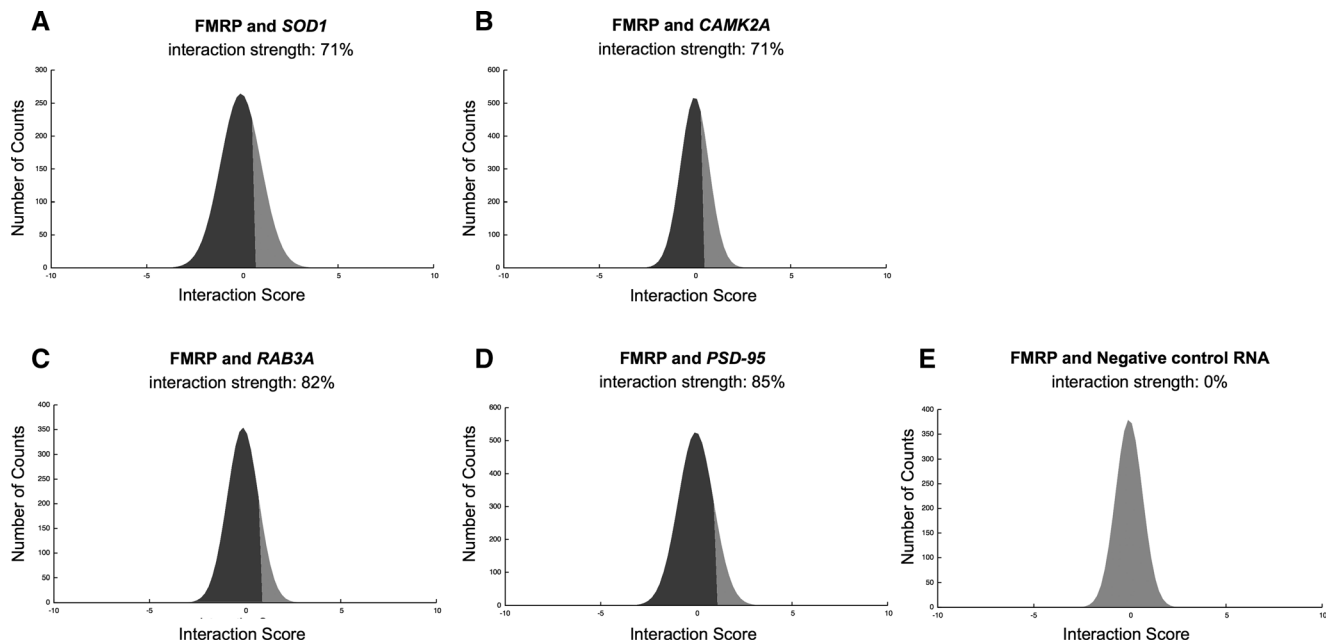 A
FMRP and SOD1
interaction strength: 71%
300
250
200
150
100
50
0
-10
-5
0
5
10
Number of Counts
Interaction Score
B
FMRP and CAMK2A
interaction strength: 71%
600
500
400
300
200
100
0
-10
-5
0
5
10
Number of Counts
Interaction Score
C
FMRP and RAB3A
interaction strength: 82%
400
350
300
250
200
150
100
50
0
-10
-5
0
5
10
Number of Counts
Interaction Score
D
FMRP and PSD-95
interaction strength: 85%
600
500
400
300
200
100
0
-10
-5
0
5
10
Number of Counts
Interaction Score
E
FMRP and Negative control RNA
interaction strength: 0%
400
350
300
250
200
150
100
50
0
-10
-5
0
5
10
Number of Counts
Interaction Score